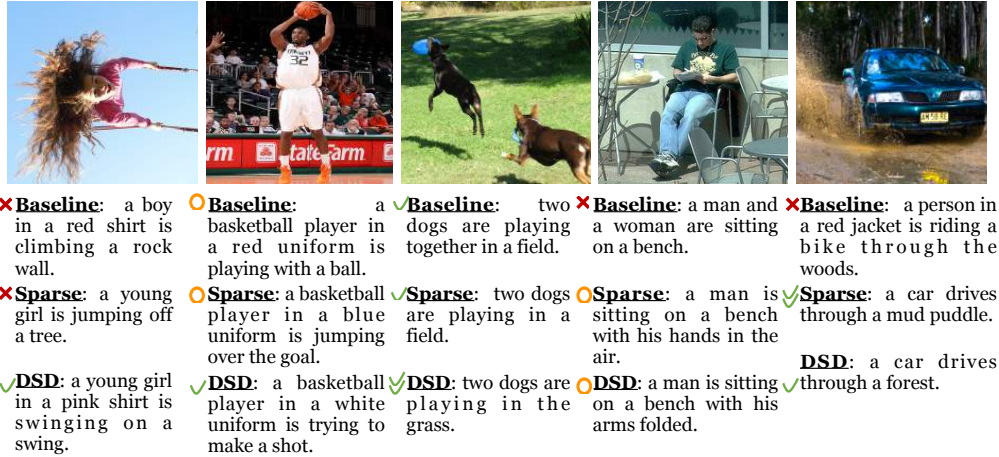 32
rm
StateFarm
AM 58 RE
Baseline: a boy
in a red shirt is
climbing a rock
wall.
Sparse: a young
girl is jumping off
a tree.
DSD: a young girl
in a pink shirt is
swinging on a
swing.
Baseline: a
basketball player in
a red uniform is
playing with a ball.
Sparse: a basketball
player in a blue
uniform is jumping
over the goal.
DSD: a basketball
player in a white
uniform is trying to
make a shot.
Baseline: two
dogs are playing
together in a field.
Sparse: two dogs
are playing in a
field.
DSD: two dogs are
playing in the
grass.
Baseline: a man and
a woman are sitting
on a bench.
Sparse: a man is
sitting on a bench
with his hands in the
air.
DSD: a man is sitting
on a bench with his
arms folded.
Baseline: a person in
a red jacket is riding a
bike through the
woods.
Sparse: a car drives
through a mud puddle.
DSD: a car drives
through a forest.